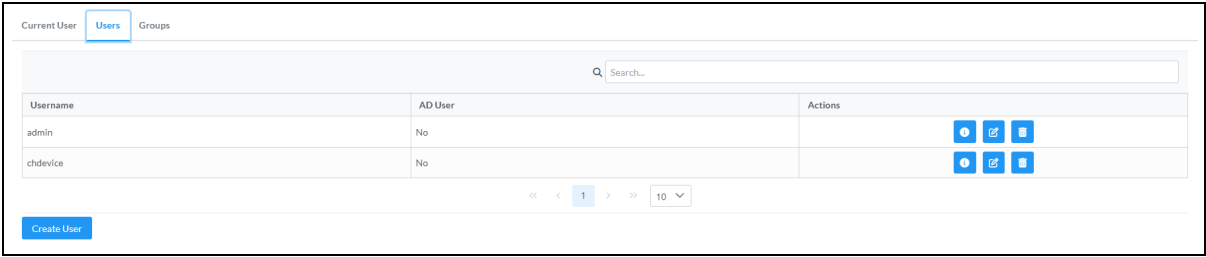 Current User Users Groups
Search...
Username AD User Actions
admin No
chdevice No
<< < 1 > >> 10
Create User